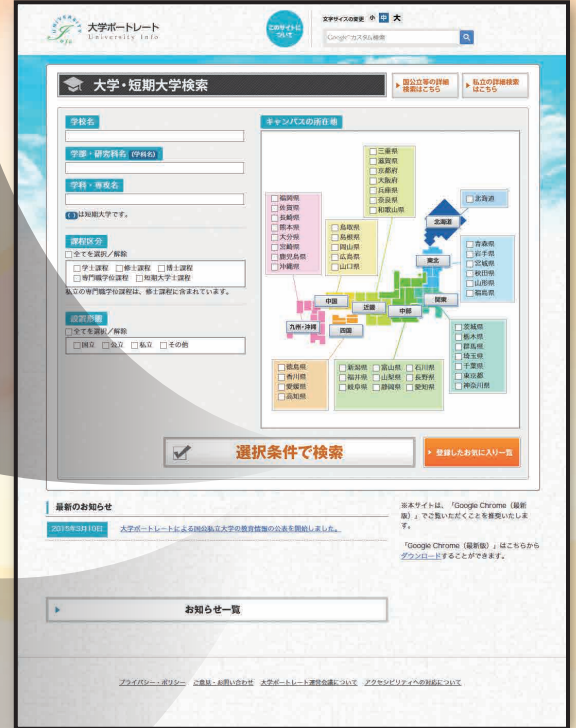 UNIVERSITY
Info
大学ポートレート
University Info
このサイトに
ついて
文字サイズの変更 小 中 大
Google™ カスタム検索
大学・短期大学検索
国公立等の詳細
検索はこちら
私立の詳細検索
はこちら
学校名
学部・研究科名 (学科名)
学科・専攻名
( )は短期大学です。
課程区分
全てを選択／解除
学士課程 修士課程 博士課程
専門職学位課程 短期大学士課程
私立の専門職学位課程は、修士課程に含まれています。
設置形態
全てを選択／解除
国立 公立 私立 その他
キャンパスの所在地
三重県
滋賀県
京都府
大阪府
兵庫県
奈良県
和歌山県
福岡県
佐賀県
長崎県
熊本県
大分県
宮崎県
鹿児島県
沖縄県
鳥取県
島根県
岡山県
広島県
山口県
北海道
北海道
青森県
岩手県
宮城県
秋田県
山形県
福島県
東北
関東
中部
近畿
中国
四国
九州・沖縄
茨城県
栃木県
群馬県
埼玉県
千葉県
東京都
神奈川県
徳島県
香川県
愛媛県
高知県
新潟県 富山県 石川県
福井県 山梨県 長野県
岐阜県 静岡県 愛知県
選択条件で検索
登録したお気に入り一覧
最新のお知らせ
2015年3月10日 大学ポートレートによる国公私立大学の教育情報の公表を開始しました。
お知らせ一覧
※本サイトは、「Google Chrome（最新
版）」でご覧いただくことを推奨いたしま
す。
「Google Chrome（最新版）」はこちらから
ダウンロードすることができます。
プライバシー・ポリシー ご意見・お問い合わせ 大学ポートレート運営会議について アクセシビリティへの対応について